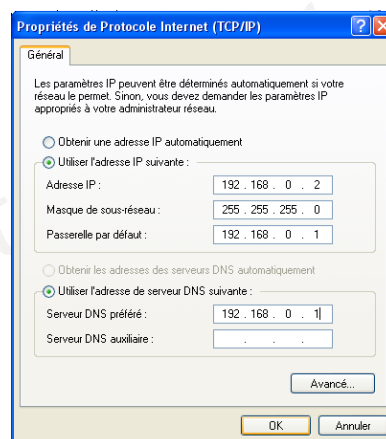 Propriétés de Protocole Internet (TCP/IP)
Général
Les paramètres IP peuvent être déterminés automatiquement si votre
réseau le permet. Sinon, vous devez demander les paramètres IP
appropriés à votre administrateur réseau.
Obtenir une adresse IP automatiquement
Utiliser l'adresse IP suivante :
Adresse IP : 192 . 168 . 0 . 2
Masque de sous-réseau : 255 . 255 . 255 . 0
Passerelle par défaut : 192 . 168 . 0 . 1
Obtenir les adresses des serveurs DNS automatiquement
Utiliser l'adresse de serveur DNS suivante :
Serveur DNS préféré : 192 . 168 . 0 . 1
Serveur DNS auxiliaire : . . .
Avancé...
OK Annuler